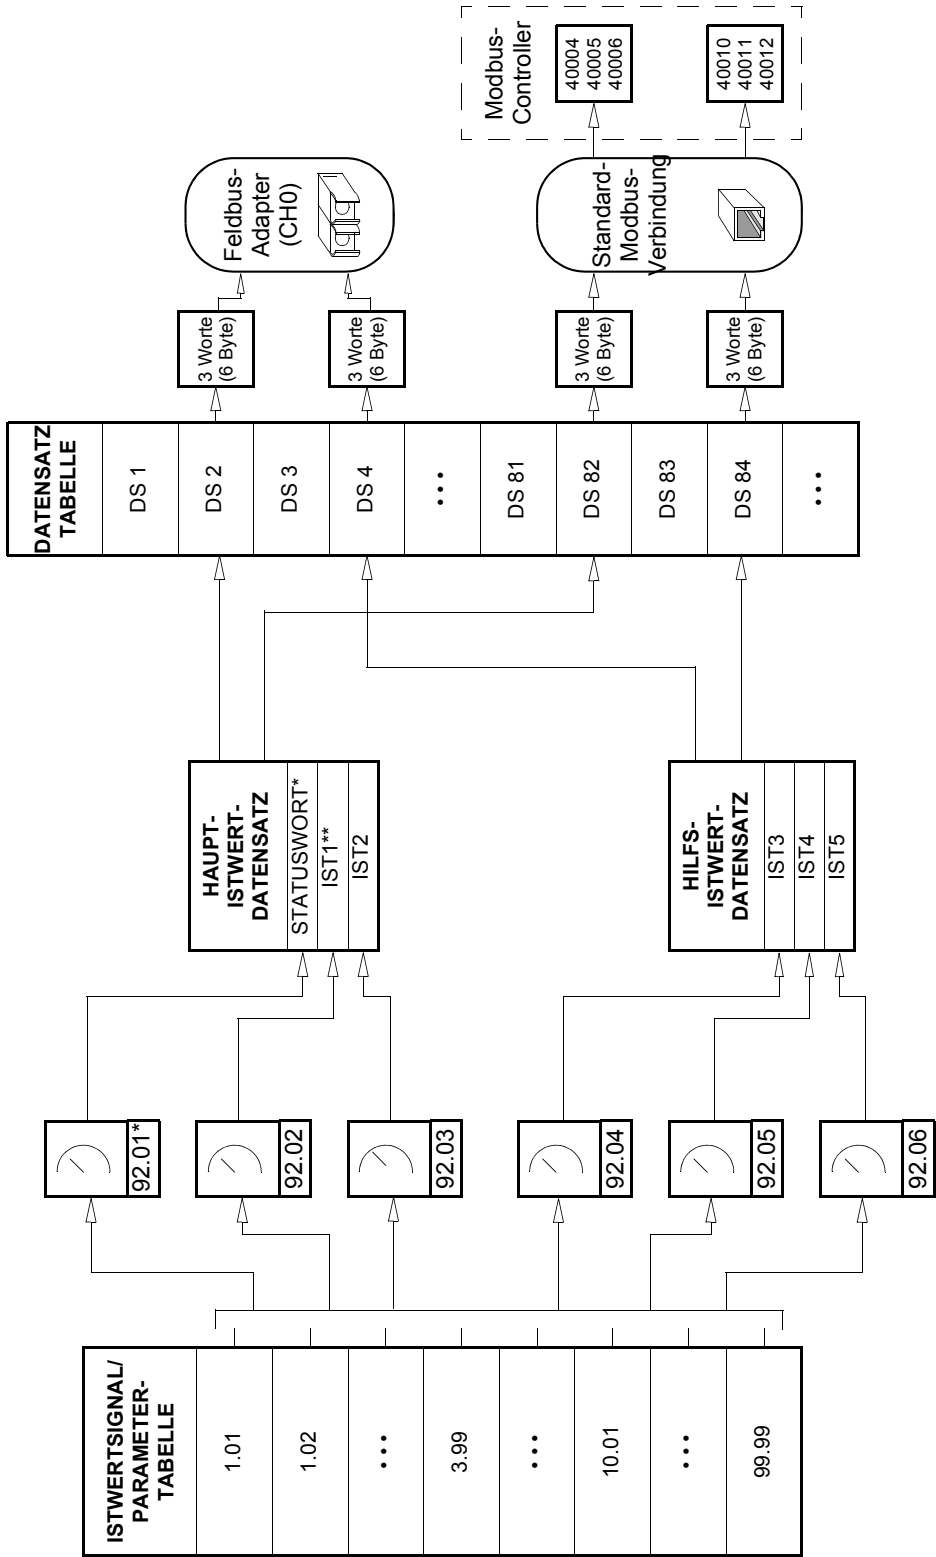 ISTWERTSIGNAL/
PARAMETER-
TABELLE
1.01
1.02
...
3.99
...
10.01
...
99.99
92.01*
92.02
92.03
92.04
92.05
92.06
HAUPT-
ISTWERT-
DATENSATZ
STATUSWORT*
IST1**
IST2
HILFS-
ISTWERT-
DATENSATZ
IST3
IST4
IST5
DATENSATZ
TABELLE
DS 1
DS 2
DS 3
DS 4
...
DS 81
DS 82
DS 83
DS 84
...
3 Worte
(6 Byte)
3 Worte
(6 Byte)
3 Worte
(6 Byte)
3 Worte
(6 Byte)
Feldbus-
Adapter
(CH0)
Standard-
Modbus-
Verbindung
Modbus-
Controller
40004
40005
40006
40010
40011
40012